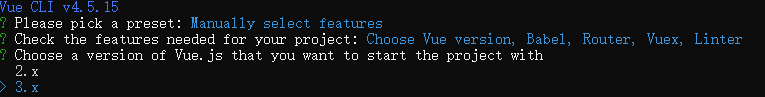 Vue CLI v4.5.15
? Please pick a preset: Manually select features
? Check the features needed for your project: Choose Vue version, Babel, Router, Vuex, Linter
? Choose a version of Vue.js that you want to start the project with
2.x
> 3.x